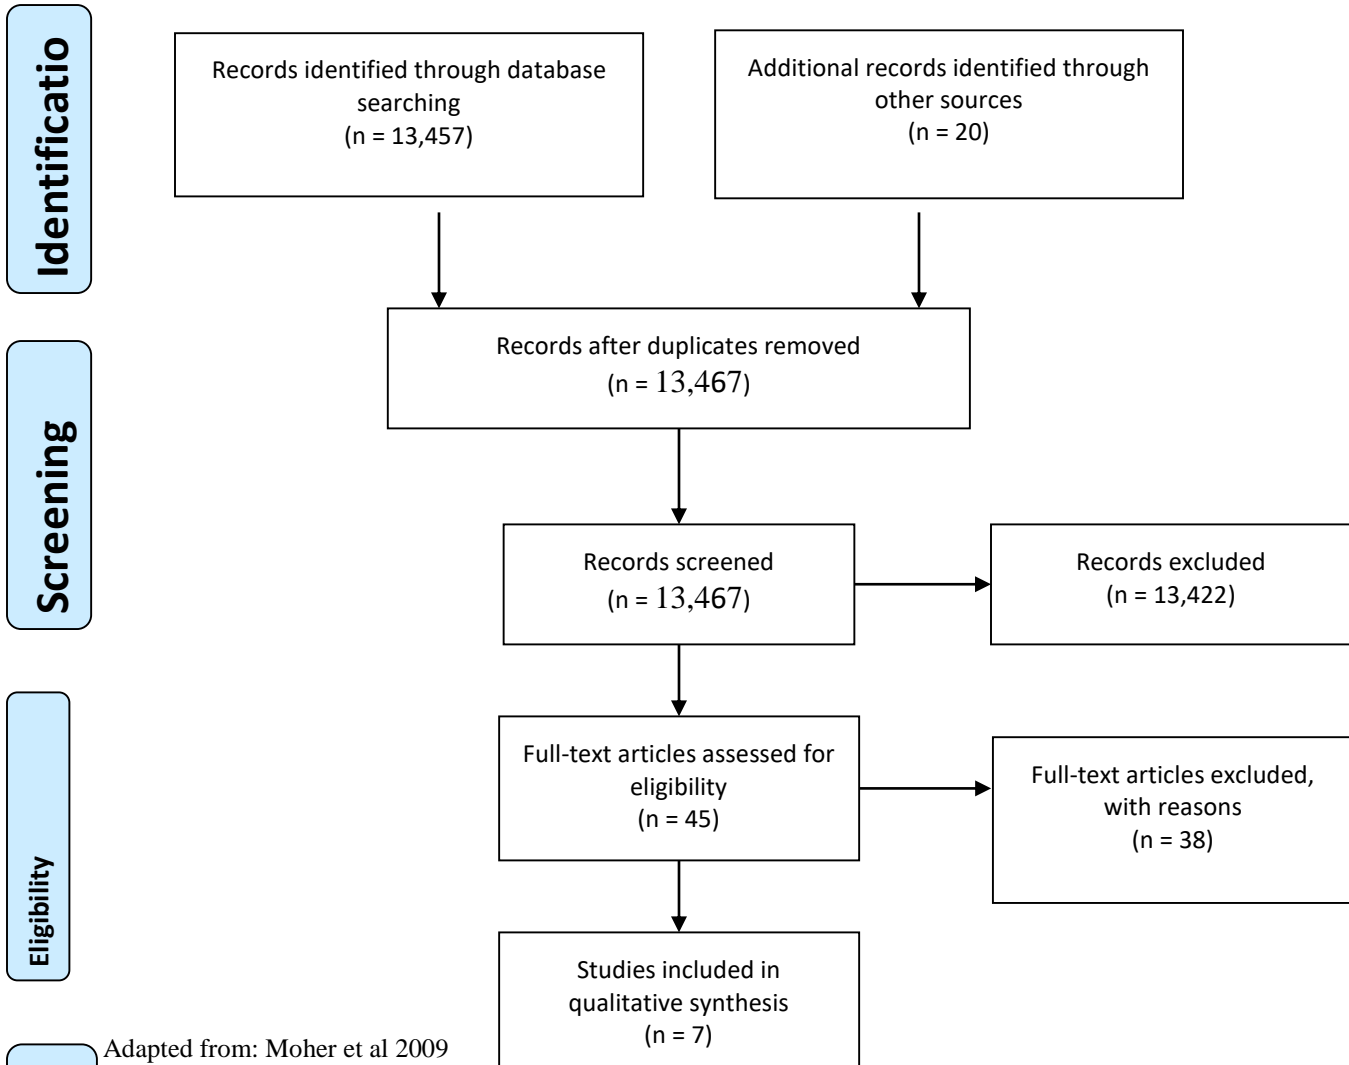 Identificatio
Records identified through database
searching
(n = 13,457)
Additional records identified through
other sources
(n = 20)
Screening
Records after duplicates removed
(n = 13,467)
Records screened
(n = 13,467)
Records excluded
(n = 13,422)
Eligibility
Full-text articles assessed for
eligibility
(n = 45)
Full-text articles excluded,
with reasons
(n = 38)
Studies included in
qualitative synthesis
(n = 7)
Adapted from: Moher et al 2009